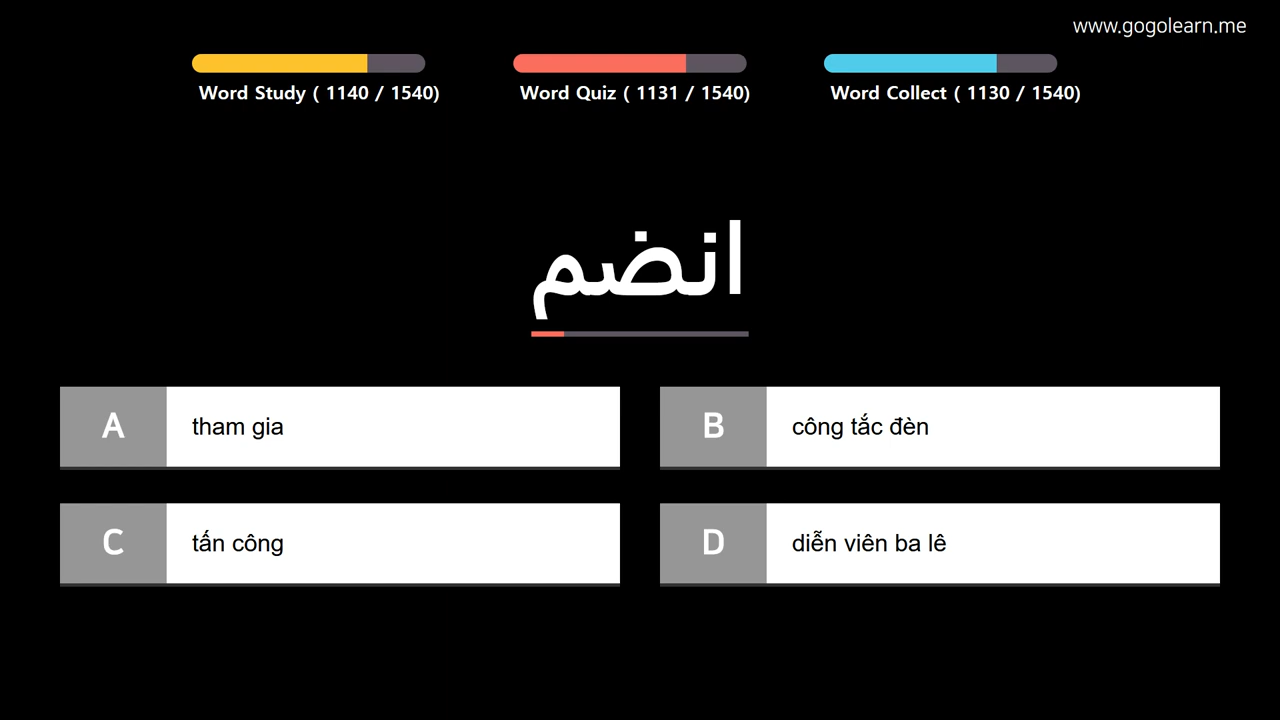 www.gogolearn.me
Word Study ( 1140 / 1540)
Word Quiz ( 1131 / 1540)
Word Collect ( 1130 / 1540)
انضم
A tham gia
B công tắc đèn
C tấn công
D diễn viên ba lê